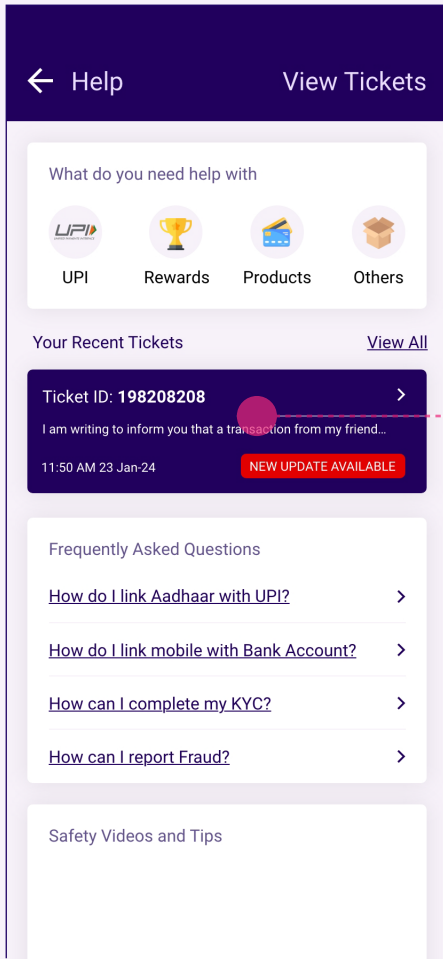 Help
View Tickets
What do you need help with
UPI
UPI
Rewards
Products
Others
Your Recent Tickets
View All
Ticket ID: 198208208
I am writing to inform you that a transaction from my friend...
11:50 AM 23 Jan-24
NEW UPDATE AVAILABLE
Frequently Asked Questions
How do I link Aadhaar with UPI?
How do I link mobile with Bank Account?
How can I complete my KYC?
How can I report Fraud?
Safety Videos and Tips